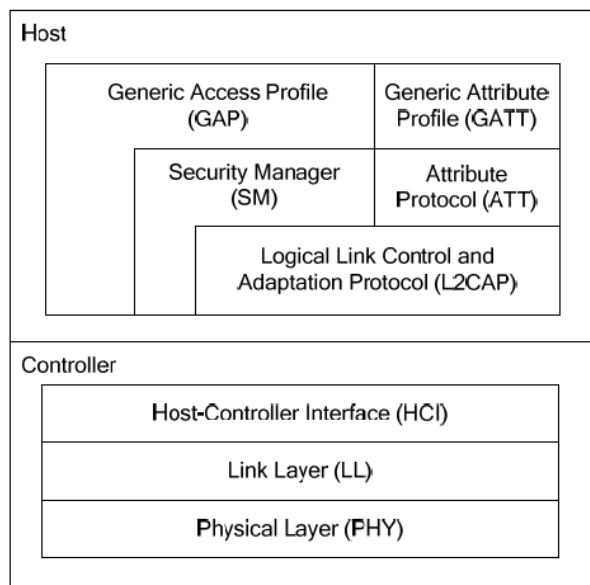 Host
Generic Access Profile
(GAP)
Generic Attribute
Profile (GATT)
Security Manager
(SM)
Attribute
Protocol (ATT)
Logical Link Control and
Adaptation Protocol (L2CAP)
Controller
Host-Controller Interface (HCI)
Link Layer (LL)
Physical Layer (PHY)